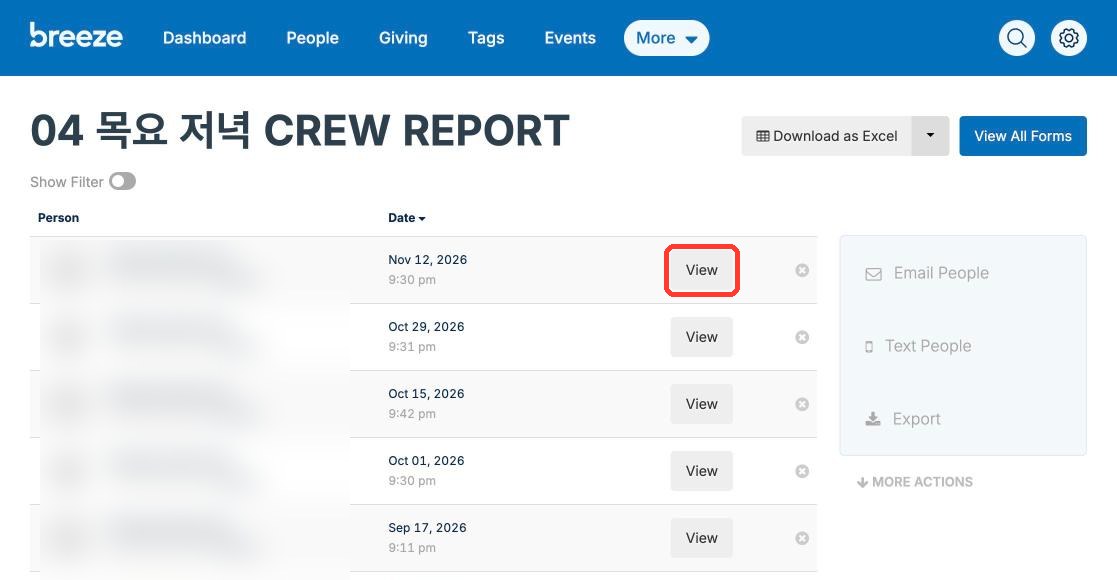 breeze Dashboard People Giving Tags Events More
04 목요 저녁 CREW REPORT
Download as Excel View All Forms
Show Filter
Person Date
Nov 12, 2026
9:30 pm
View
Oct 29, 2026
9:31 pm
View
Oct 15, 2026
9:42 pm
View
Oct 01, 2026
9:30 pm
View
Sep 17, 2026
9:11 pm
View
Email People
Text People
Export
MORE ACTIONS